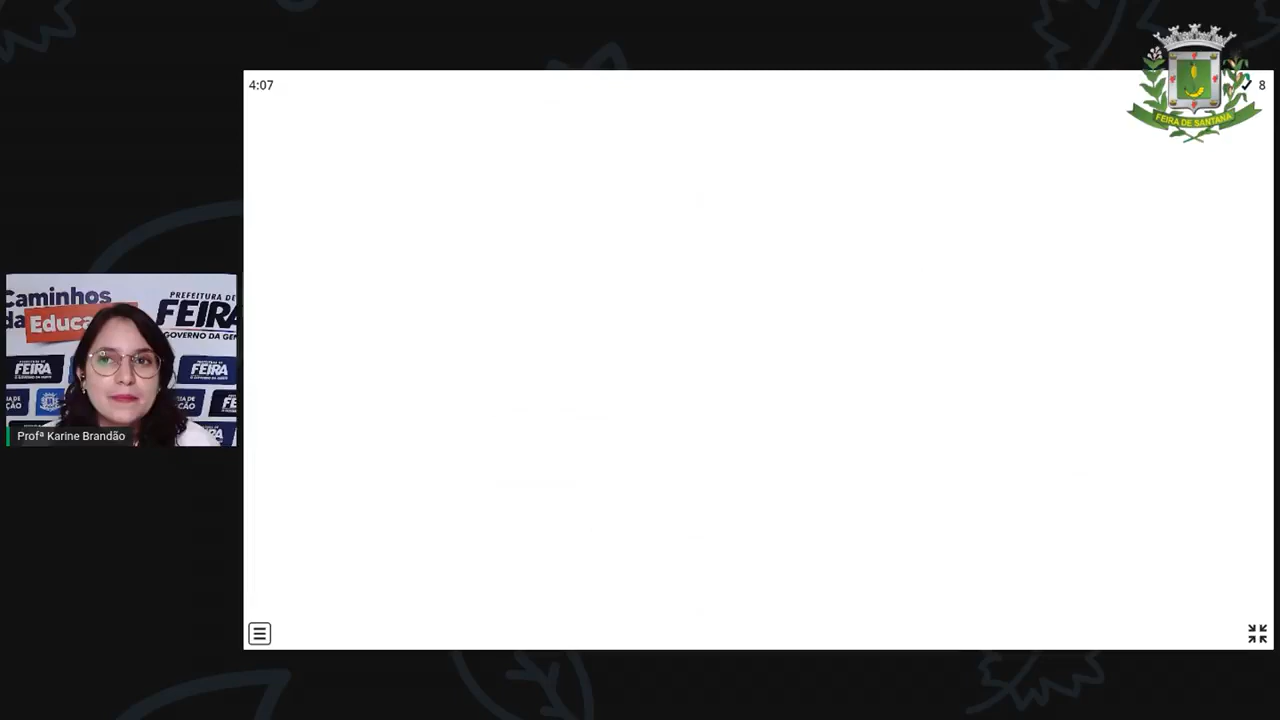 4:07
✓ 8
FEIRA DE SANTANA
Caminhos
da Educa
PREFEITURA DE
FEIRA
GOVERNO DA GEN
FEIRA
FEIRA
Profª Karine Brandão